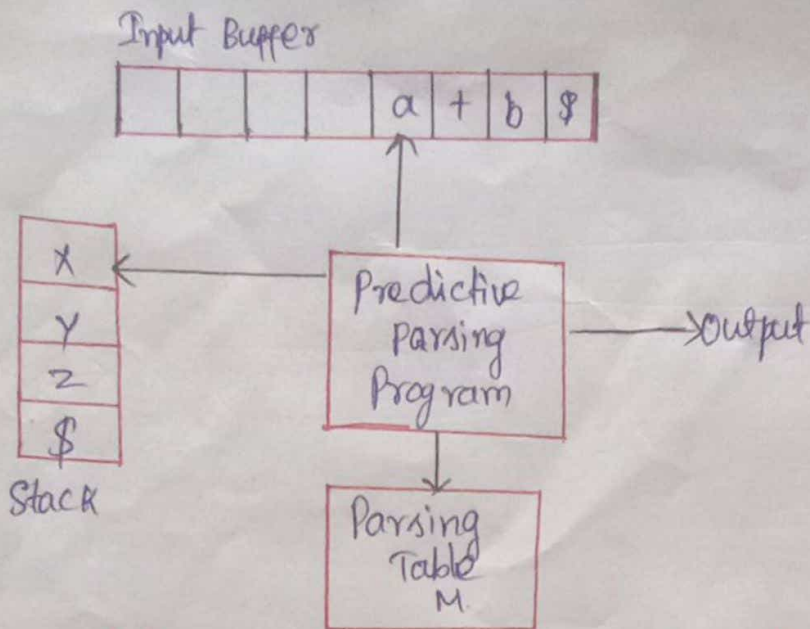 Input Buffer
a + b $
X
Y
Z
$
Stack
Predictive
Parsing
Program
Output
Parsing
Table
M